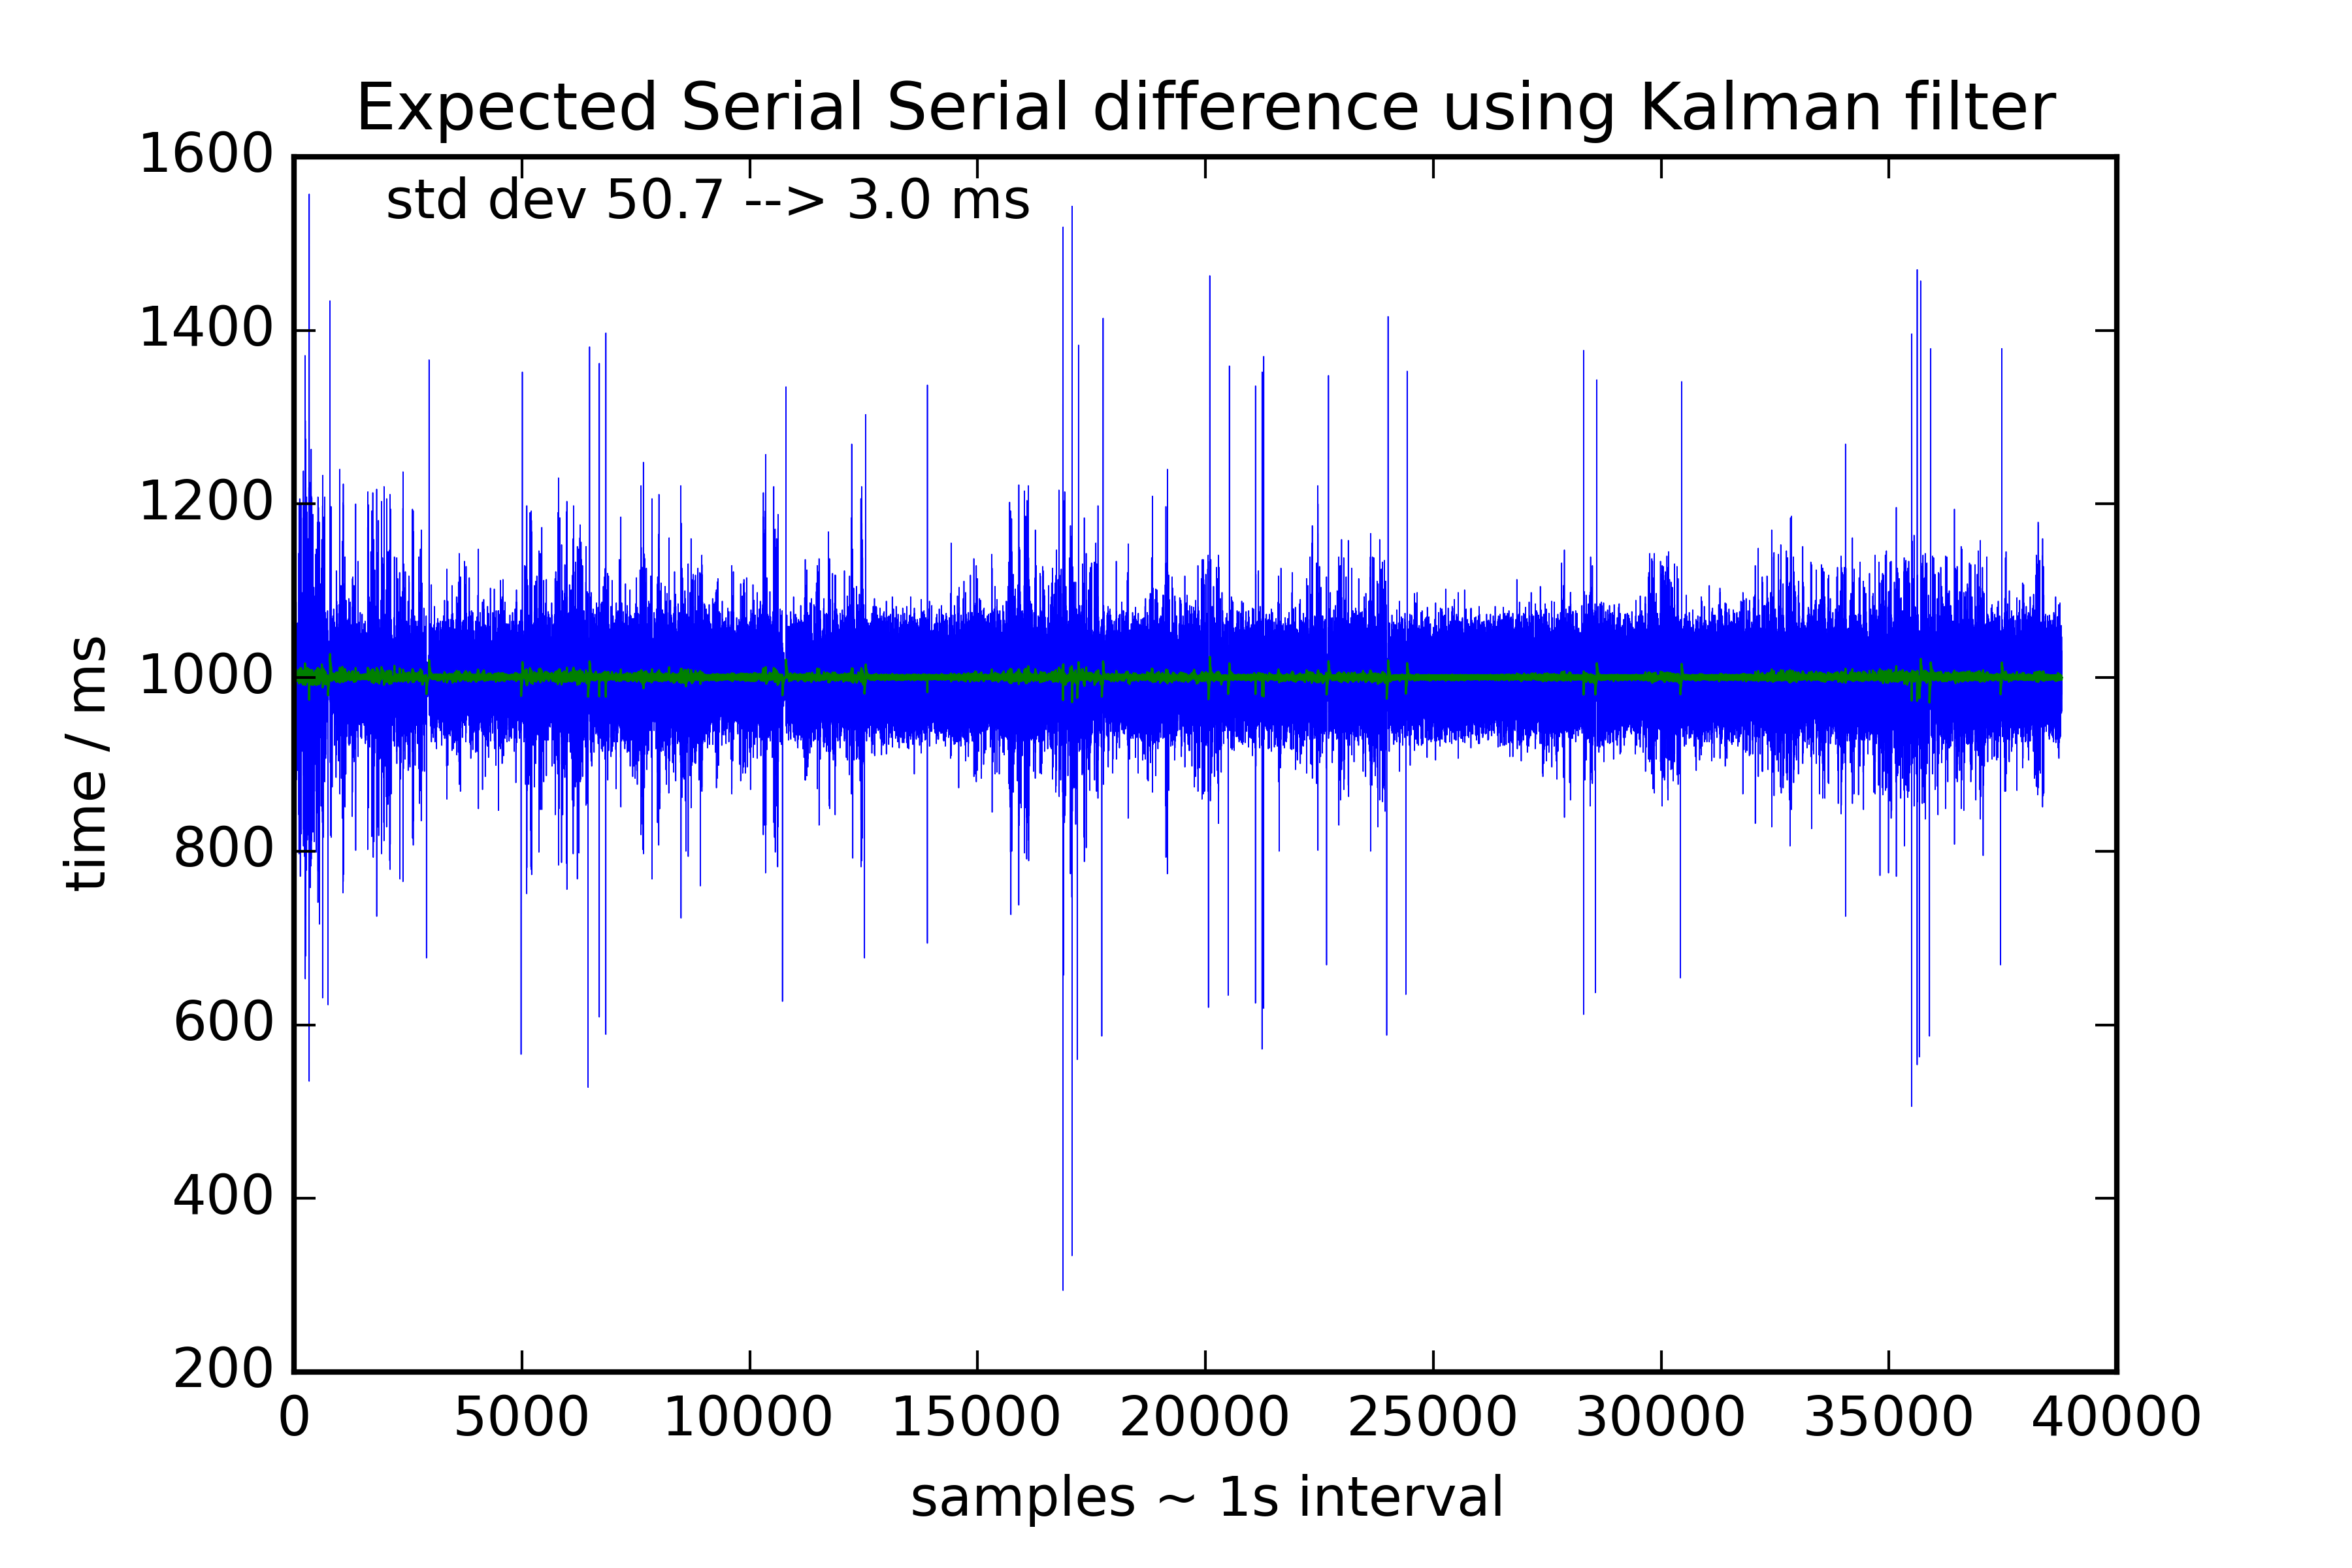 Expected Serial Serial difference using Kalman filter
std dev 50.7 --> 3.0 ms
1600
1400
1200
1000
800
600
400
200
time / ms
0 5000 10000 15000 20000 25000 30000 35000 40000
samples ~ 1s interval